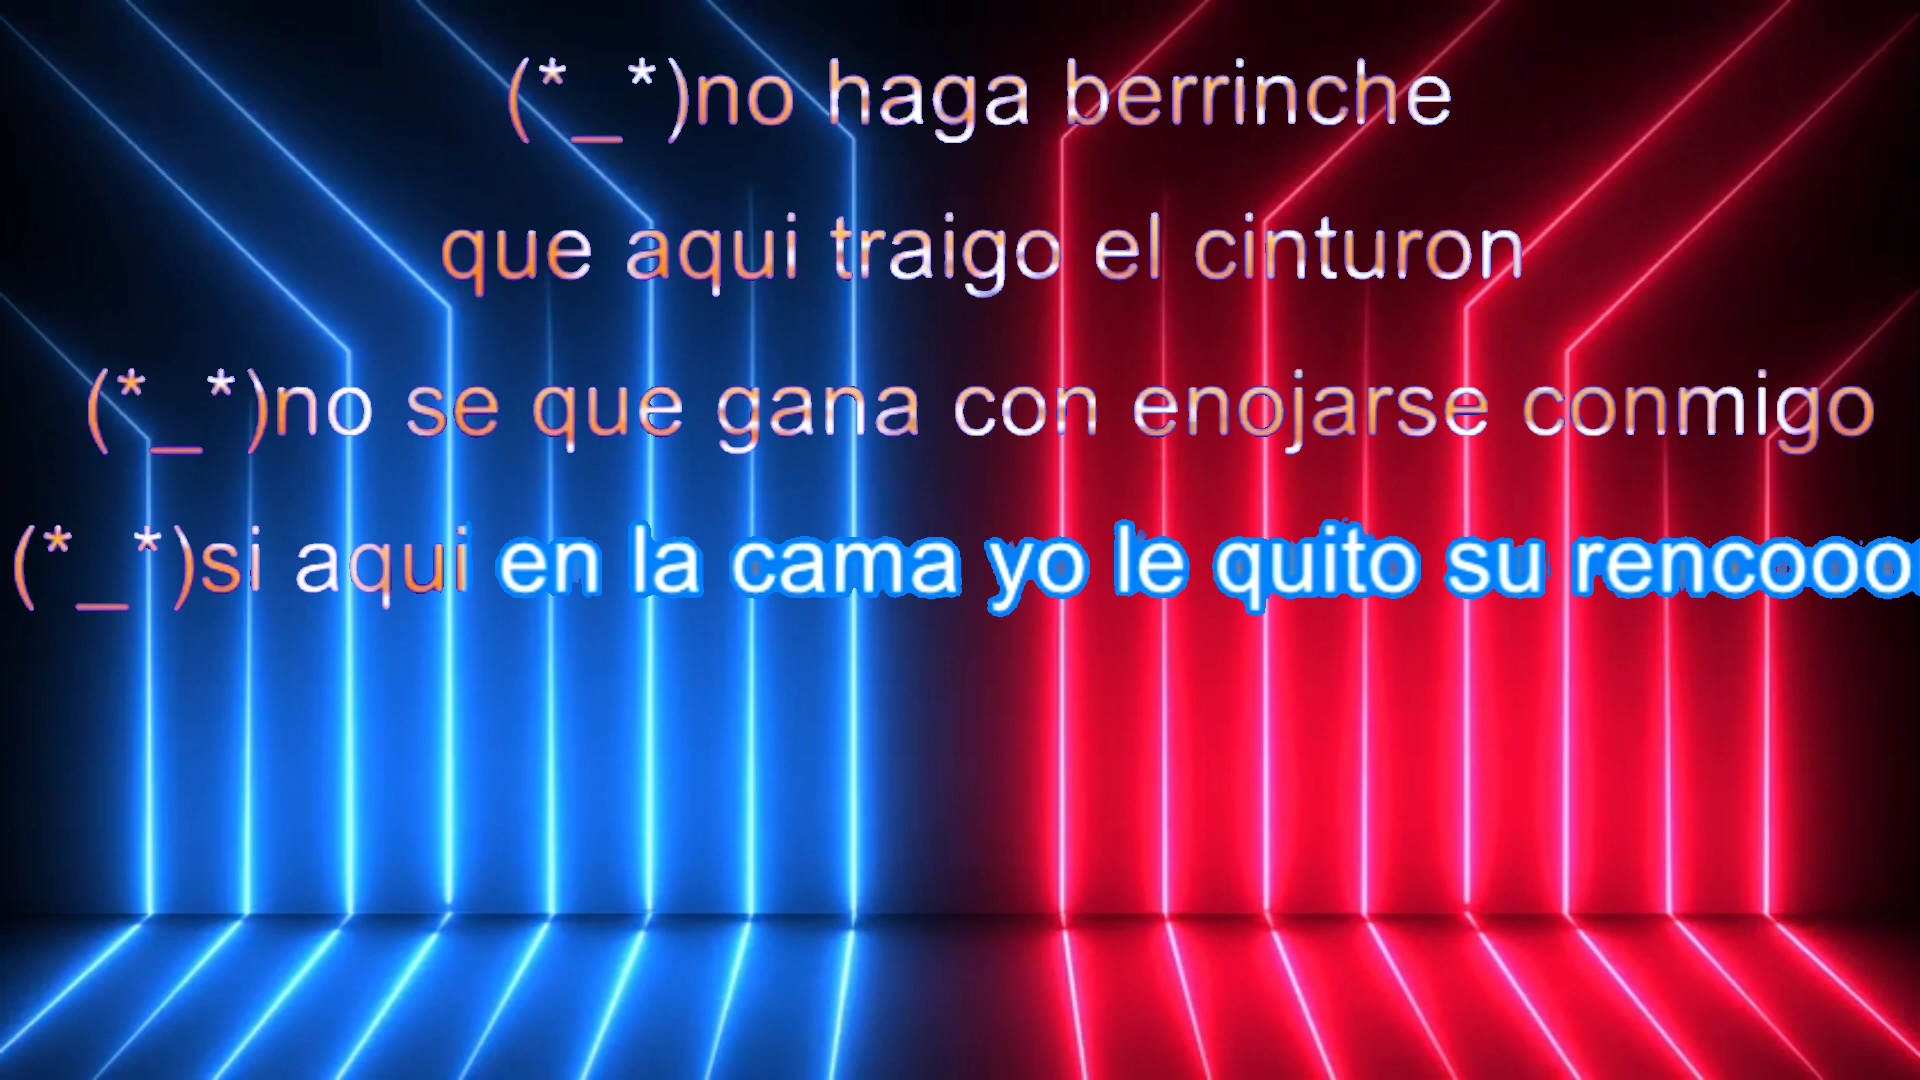 (*_*)no haga berrinche
que aqui traigo el cinturon
(*_*)no se que gana con enojarse conmigo
(*_*)si aqui en la cama yo le quito su rencooo